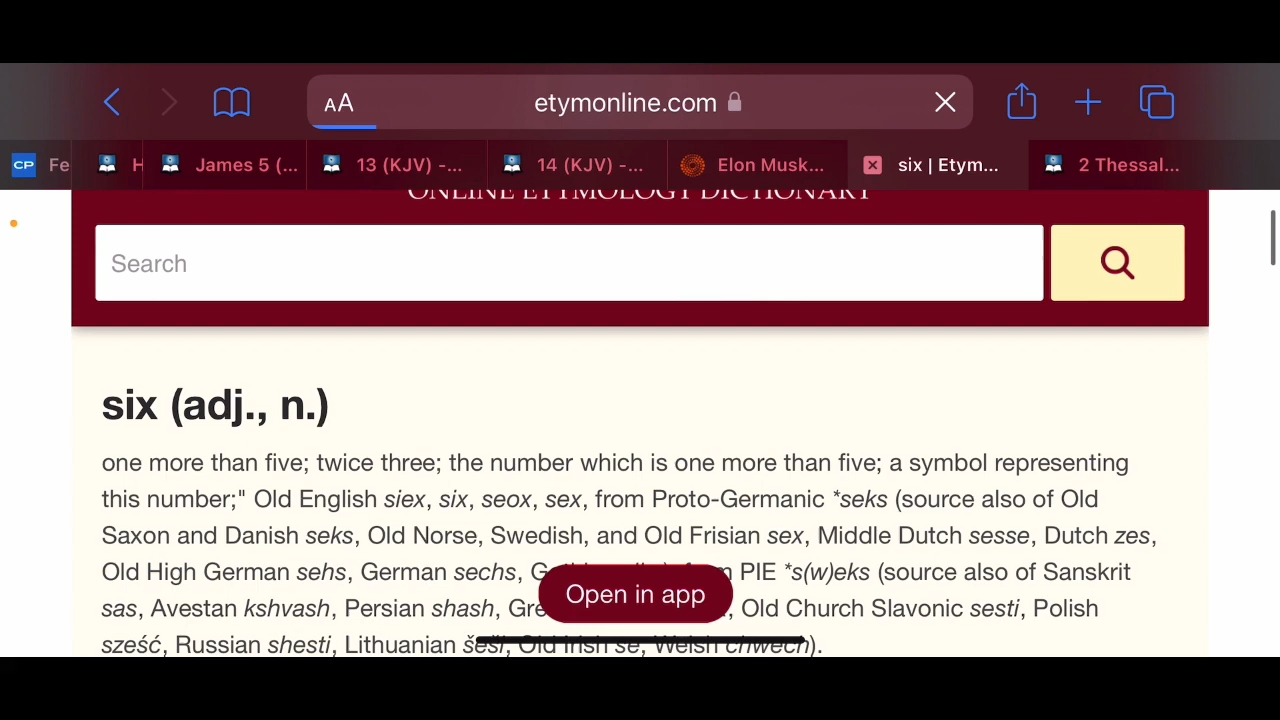 AA etymonline.com
CP Fe H James 5 (... 13 (KJV) -... 14 (KJV) -... Elon Musk... six | Etym... 2 Thessal...
ONLINE ETYMOLOGY DICTIONARY
Search
six (adj., n.)
one more than five; twice three; the number which is one more than five; a symbol representing
this number;" Old English siex, six, seox, sex, from Proto-Germanic *seks (source also of Old
Saxon and Danish seks, Old Norse, Swedish, and Old Frisian sex, Middle Dutch sesse, Dutch zes,
Old High German sehs, German sechs, PIE *s(w)eks (source also of Sanskrit
Open in app
sas, Avestan kshvash, Persian shash, Old Church Slavonic sesti, Polish
sześć, Russian shesti, Lithuanian šeši, Old Irish se, Welsh chwech).